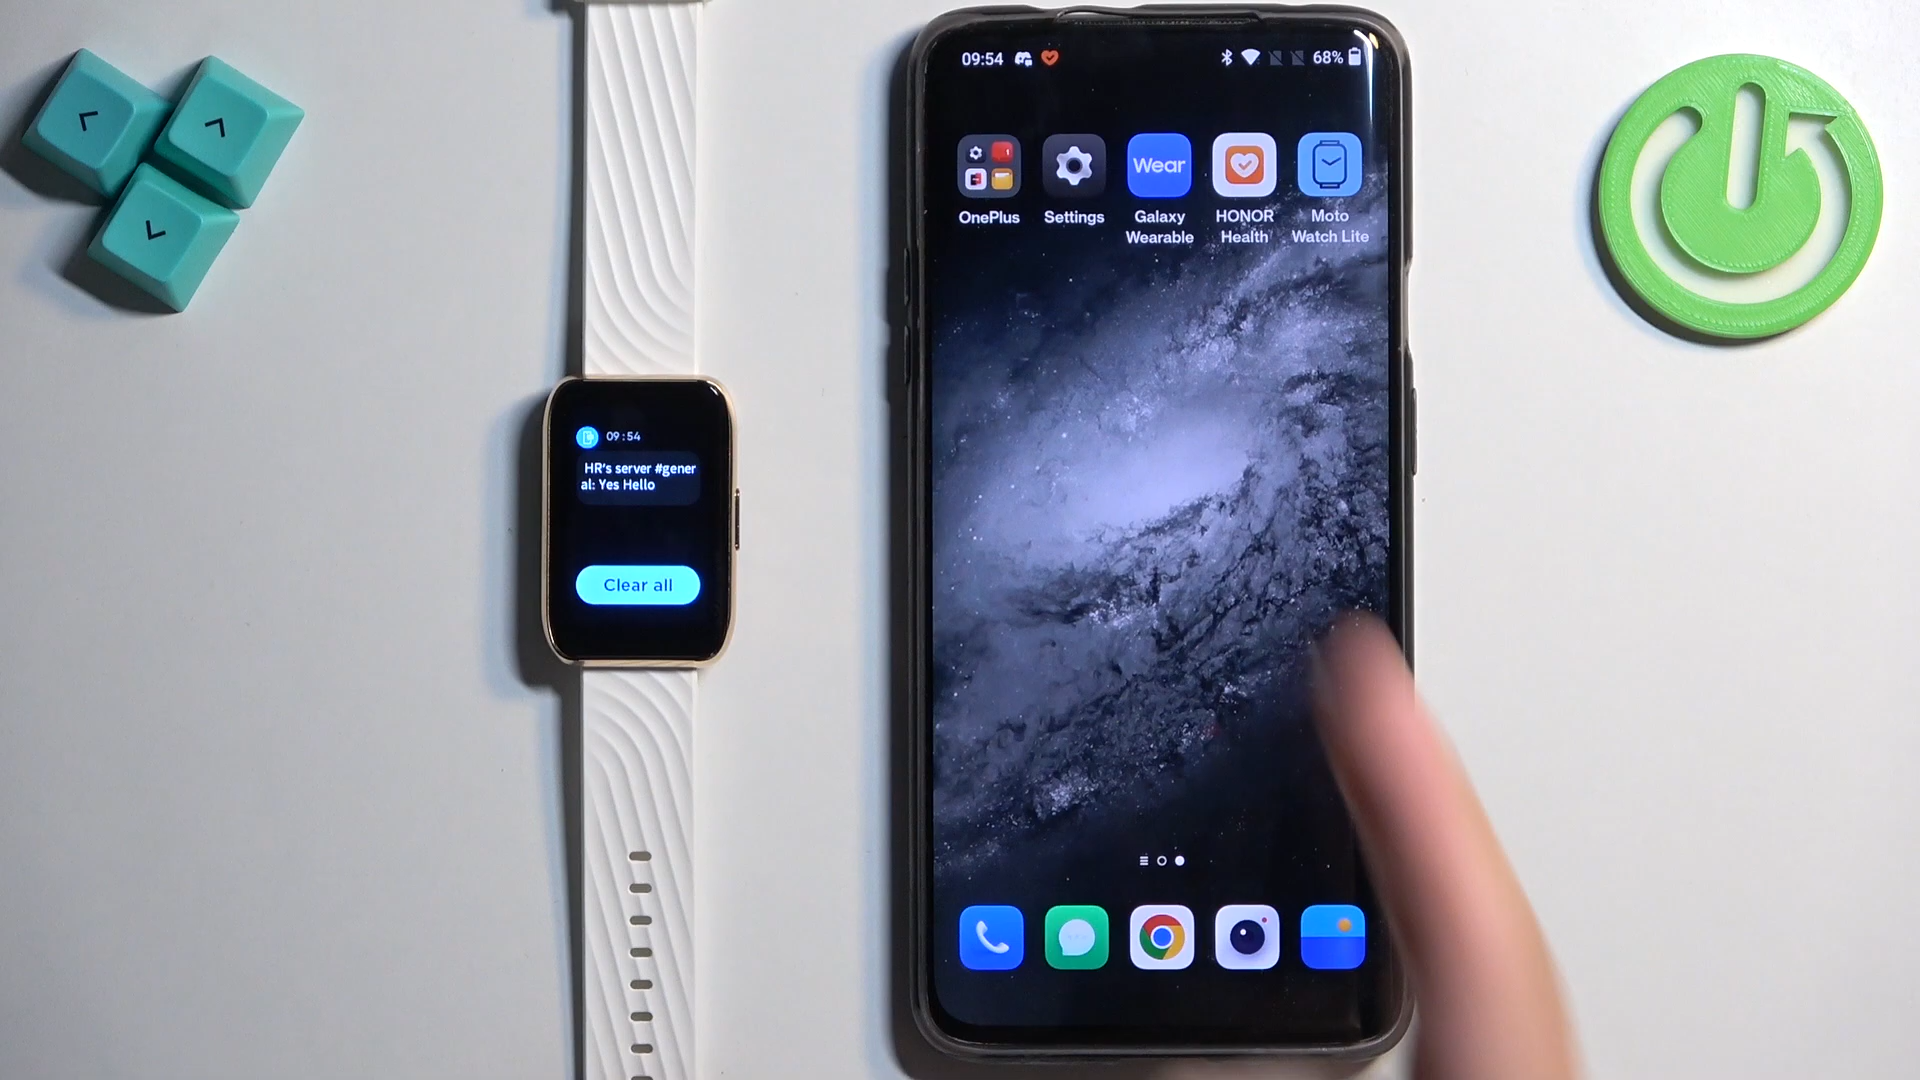 09:54
HR's server #gener
al: Yes Hello
Clear all
09:54
68%
Wear
OnePlus
Settings
Galaxy
Wearable
HONOR
Health
Moto
Watch Lite